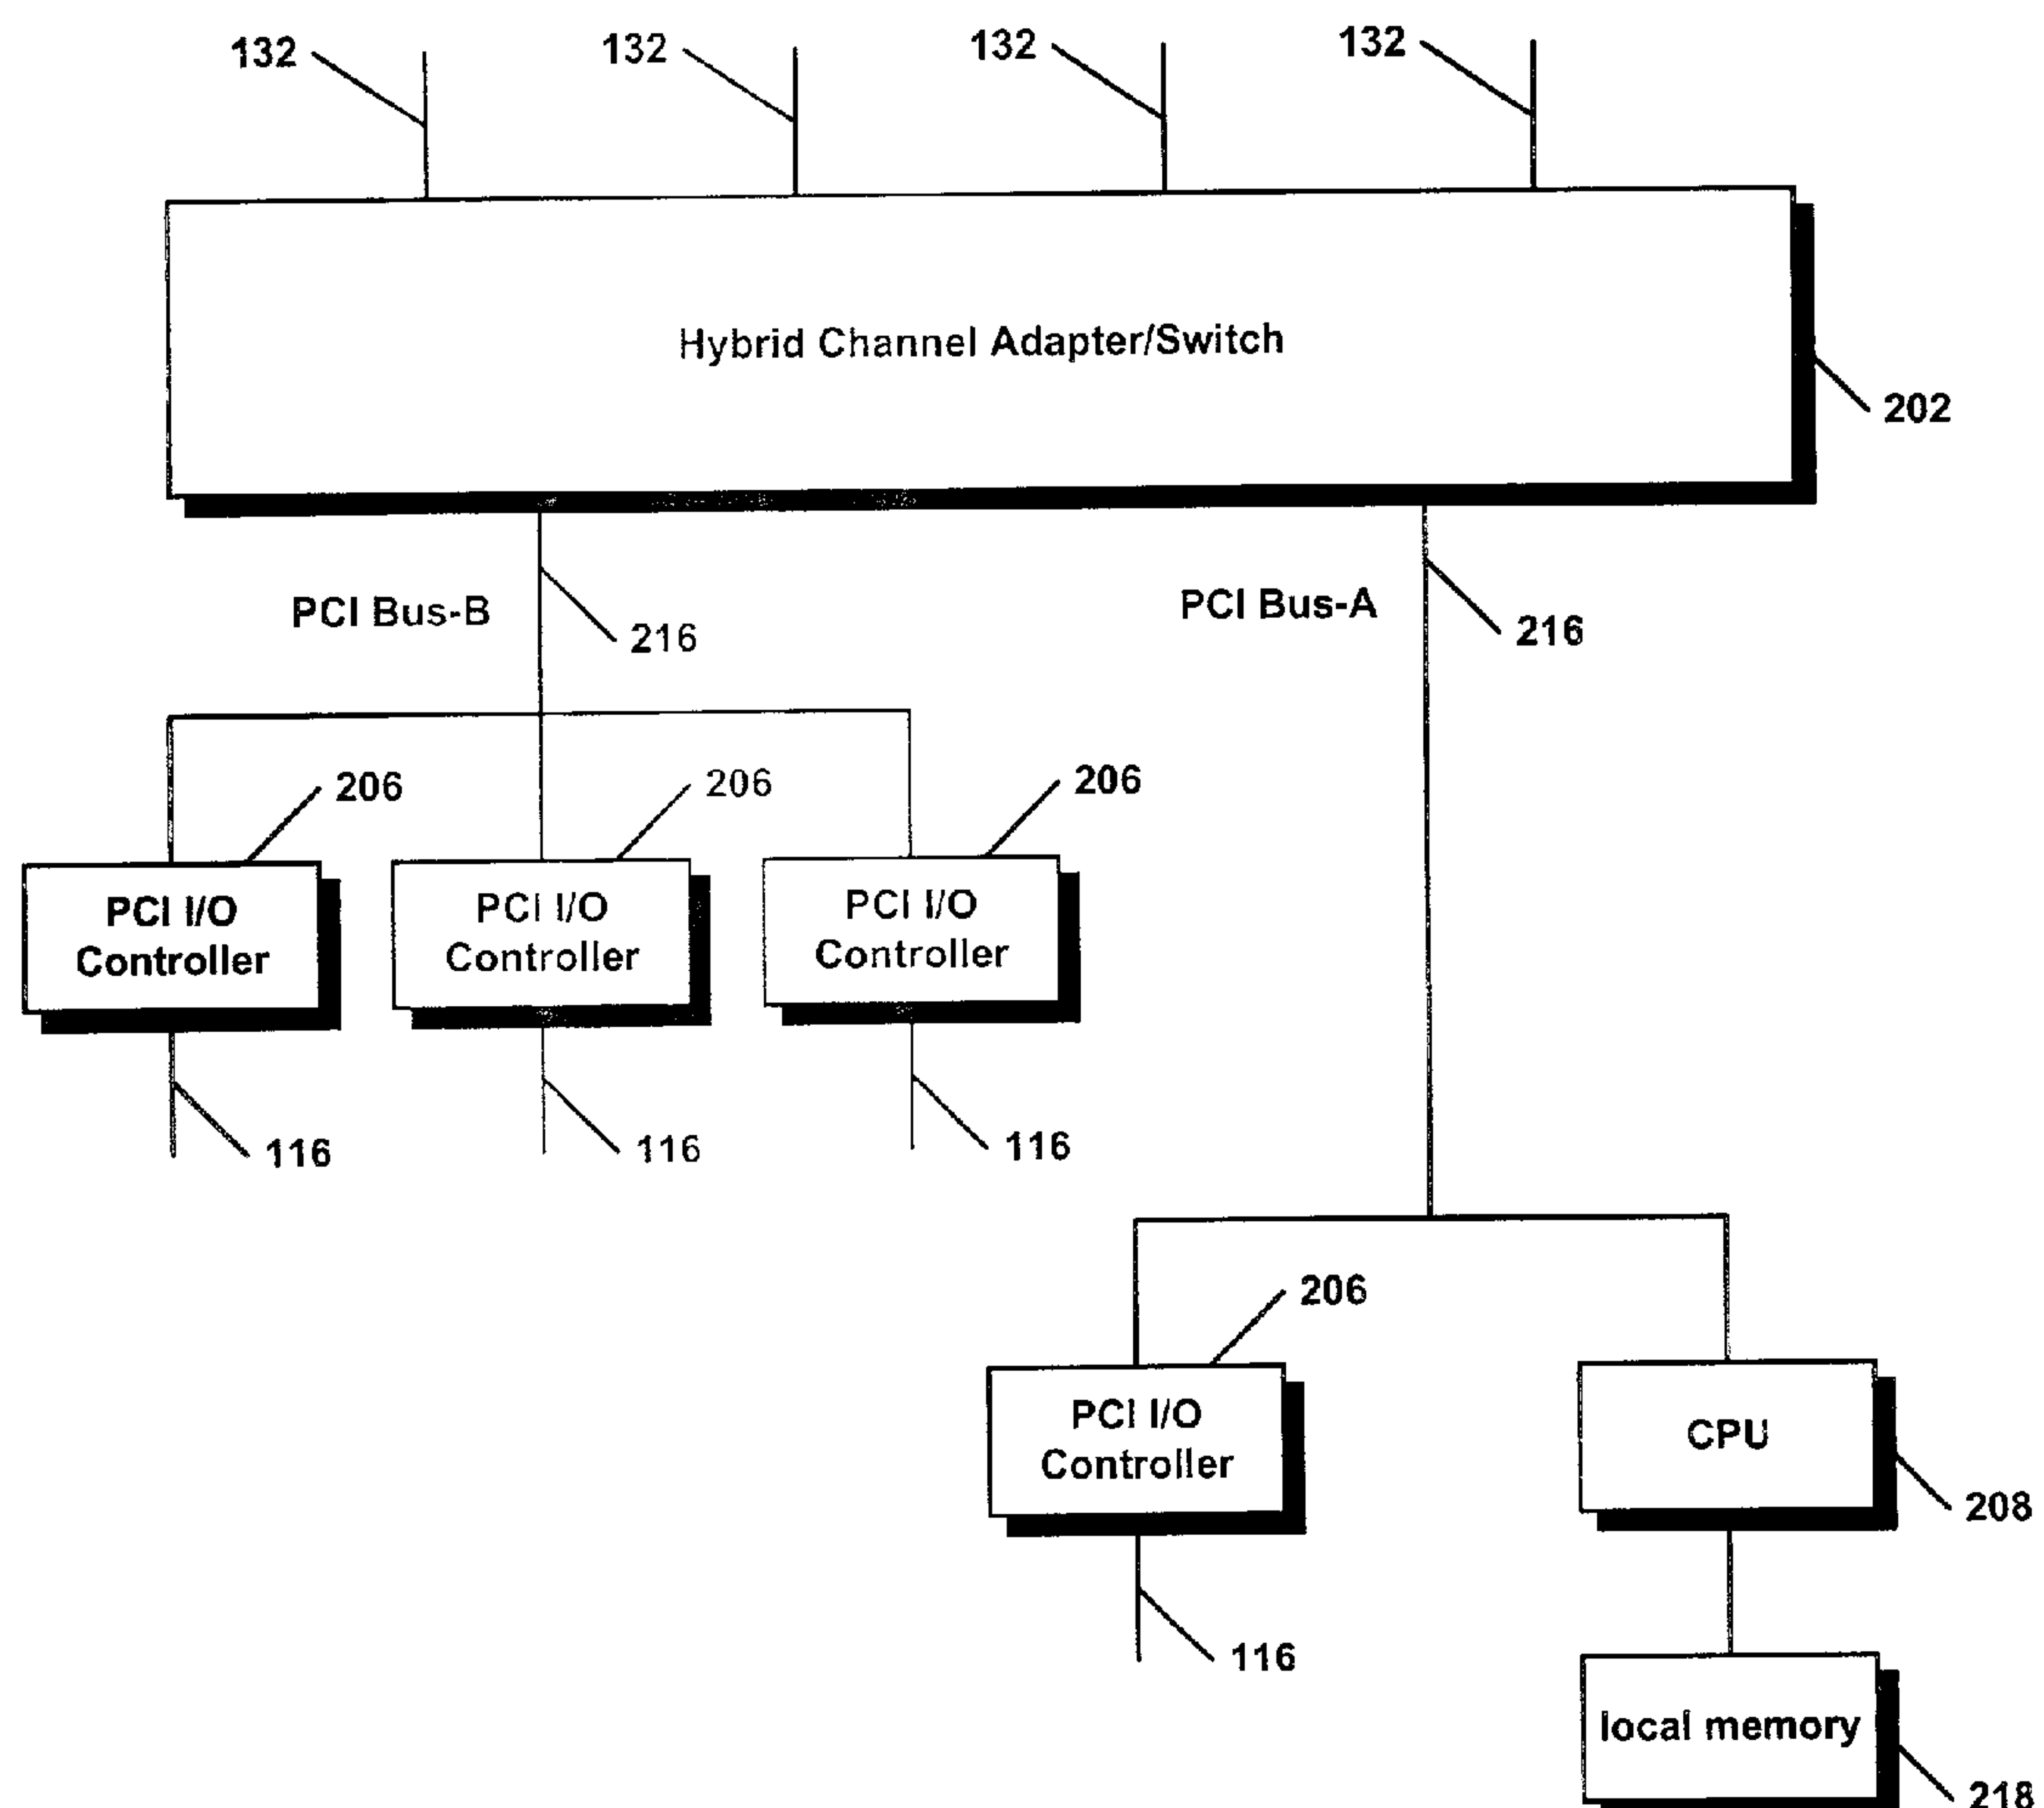 132 132 132 132
Hybrid Channel Adapter/Switch
202
PCI Bus-B 216 PCI Bus-A 216
206 206 206
PCI I/O
Controller
PCI I/O
Controller
PCI I/O
Controller
116 116 116
206
PCI I/O
Controller
CPU
208
116
local memory
218